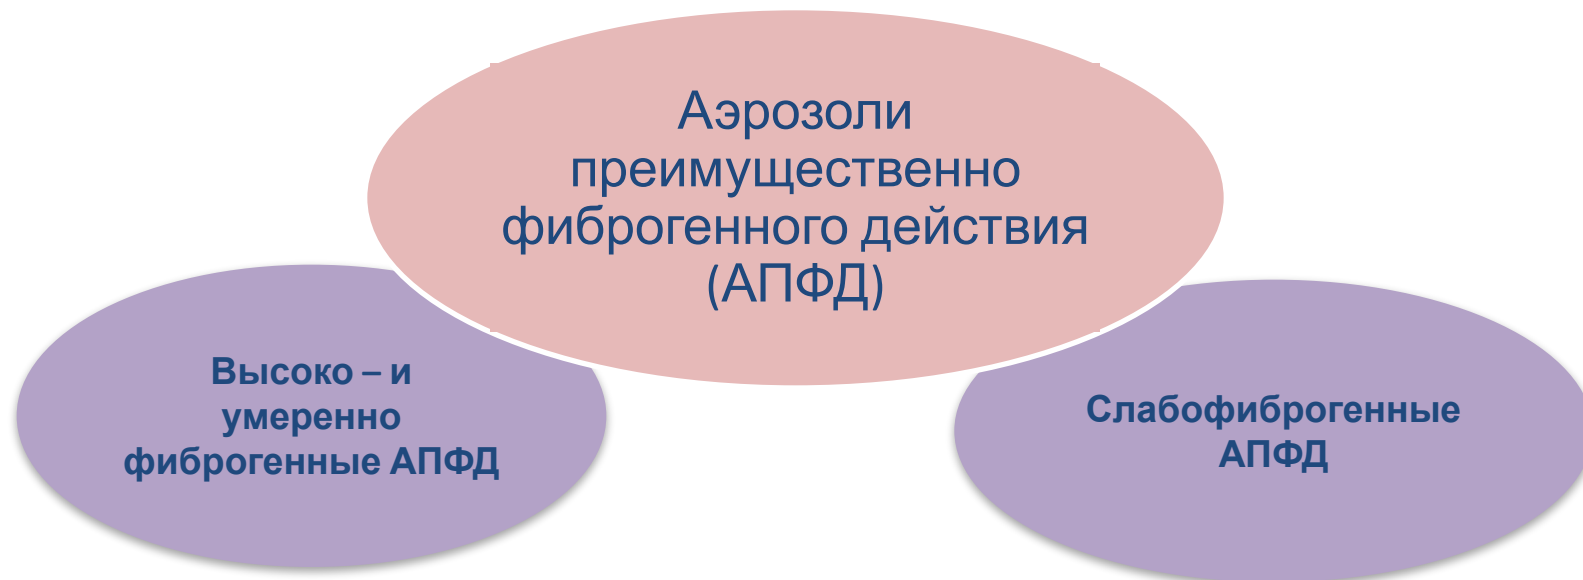 Аэрозоли
преимущественно
фиброгенного действия
(АПФД)
Высоко – и
умеренно
фиброгенные АПФД
Слабофиброгенные
АПФД